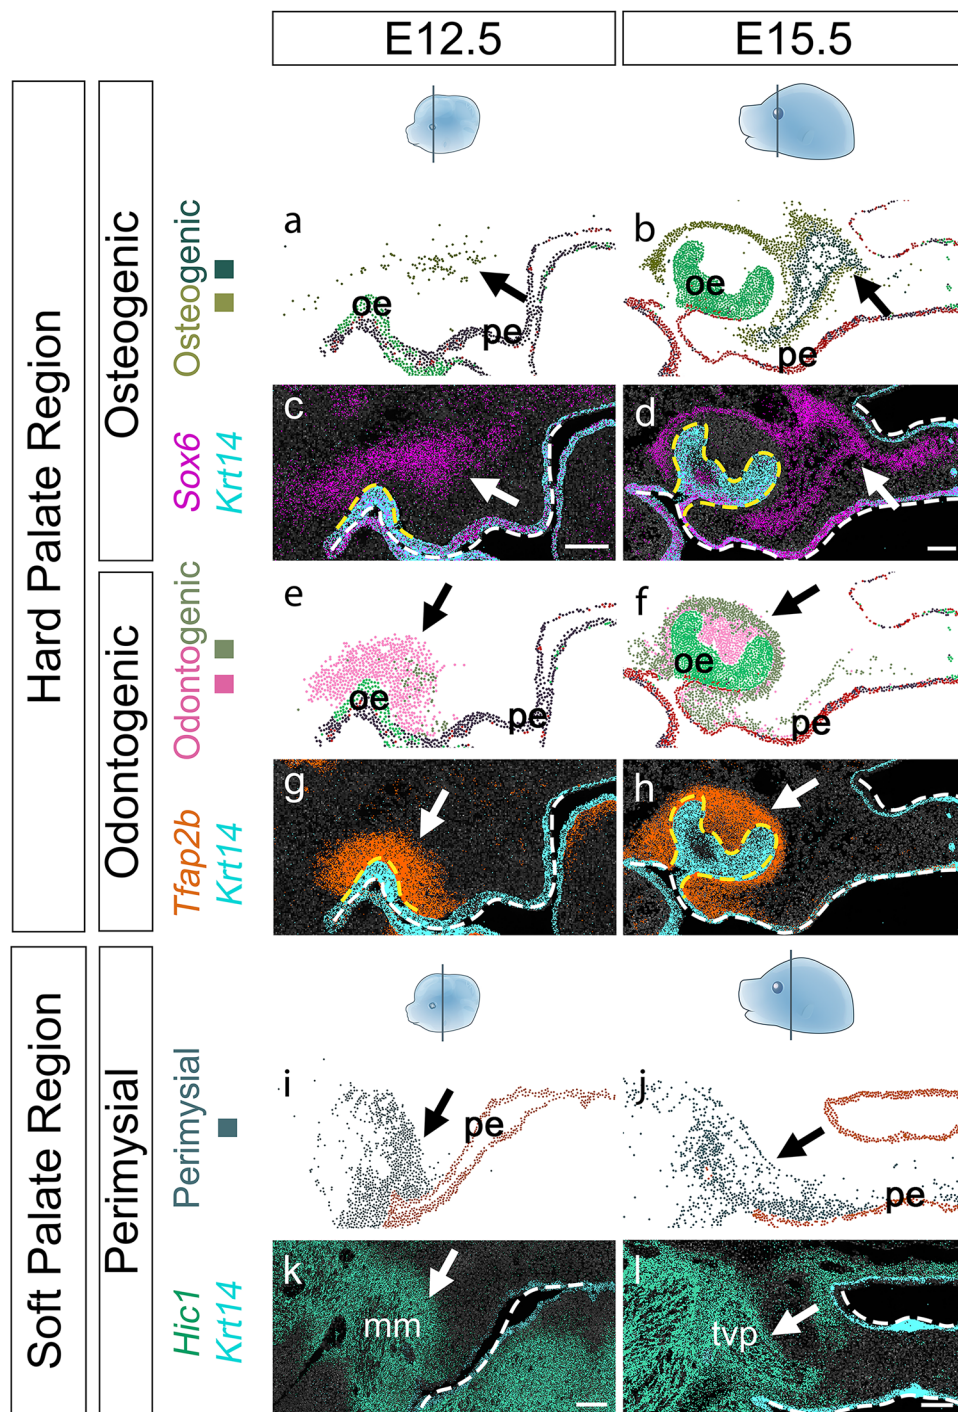 E12.5
E15.5
Hard Palate Region
Osteogenic
Osteogenic
Sox6
Krt14
a
oe
pe
b
oe
pe
c
d
Odontogenic
Odontogenic
Tfap2b
Krt14
e
oe
pe
f
oe
pe
g
h
Soft Palate Region
Perimysial
Perimysial
Hic1
Krt14
i
pe
j
pe
k
mm
l
tvp